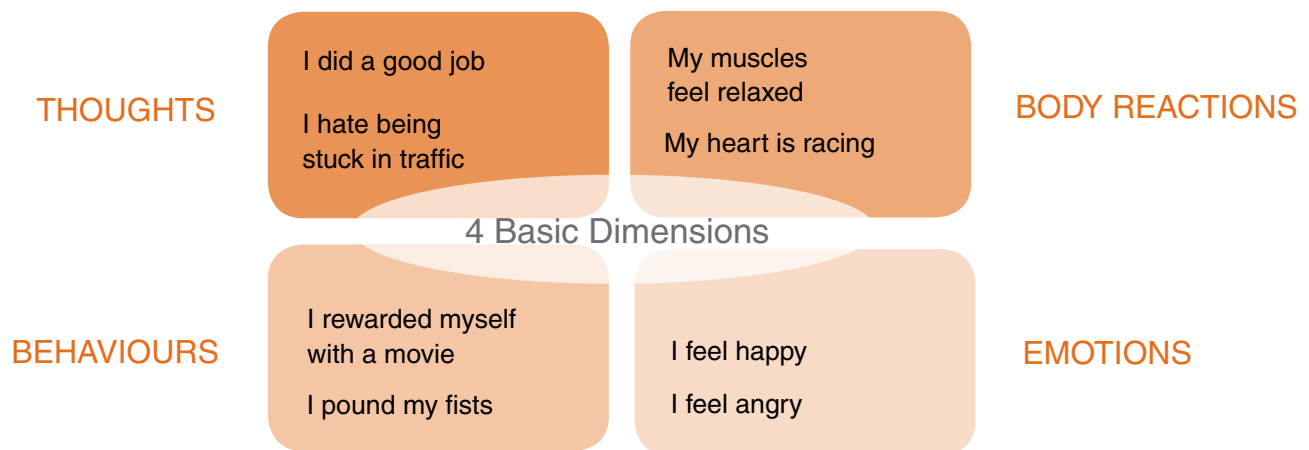 THOUGHTS
I did a good job
I hate being
stuck in traffic
My muscles
feel relaxed
My heart is racing
BODY REACTIONS
4 Basic Dimensions
BEHAVIOURS
I rewarded myself
with a movie
I pound my fists
I feel happy
I feel angry
EMOTIONS